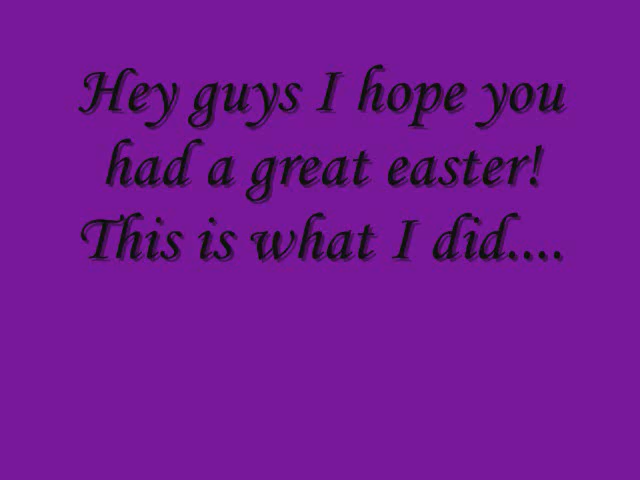 Hey guys I hope you
had a great easter!
This is what I did....